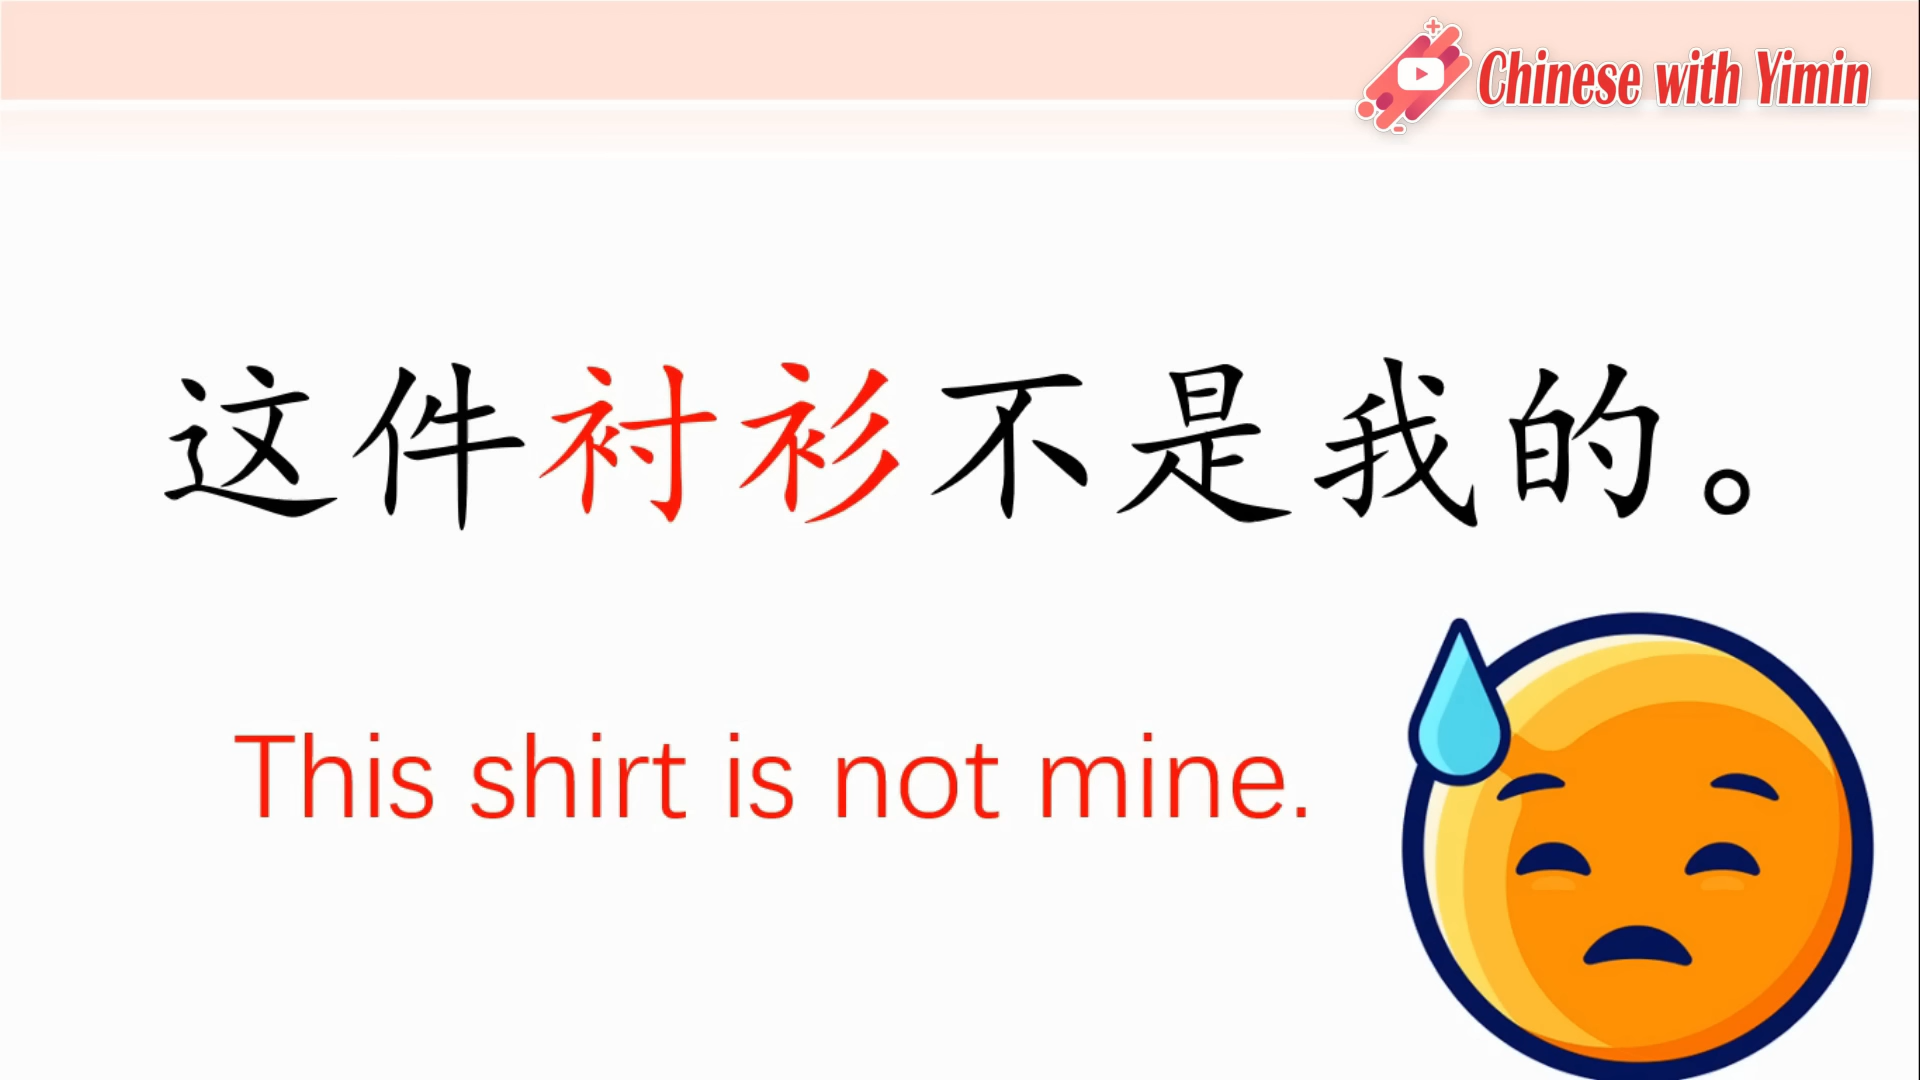 Chinese with Yimin
这件衬衫不是我的。
This shirt is not mine.